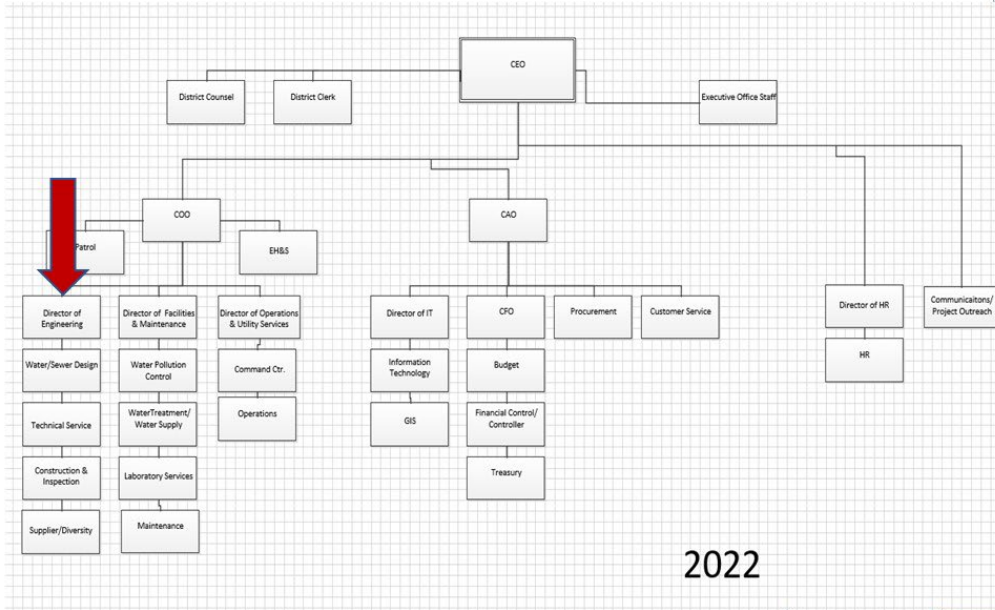 CEO
District Counsel
District Clerk
Executive Office Staff
COO
CAO
Patrol
EH&S
Director of
Engineering
Director of Facilities
& Maintenance
Director of Operations
& Utility Services
Director of IT
CFO
Procurement
Customer Service
Director of HR
Communicaitons/
Project Outreach
Water/Sewer Design
Water Pollution
Control
Command Ctr.
Information
Technology
Budget
HR
Technical Service
WaterTreatment/
Water Supply
Operations
GIS
Financial Control/
Controller
Construction &
Inspection
Laboratory Services
Treasury
Supplier/Diversity
Maintenance
2022